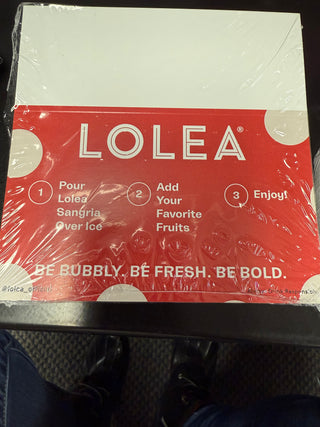 LOLEA®
1 Pour
Lolea
Sangria
Over Ice
2 Add
Your
Favorite
Fruits
3 Enjoy!
BE BUBBLY. BE FRESH. BE BOLD.